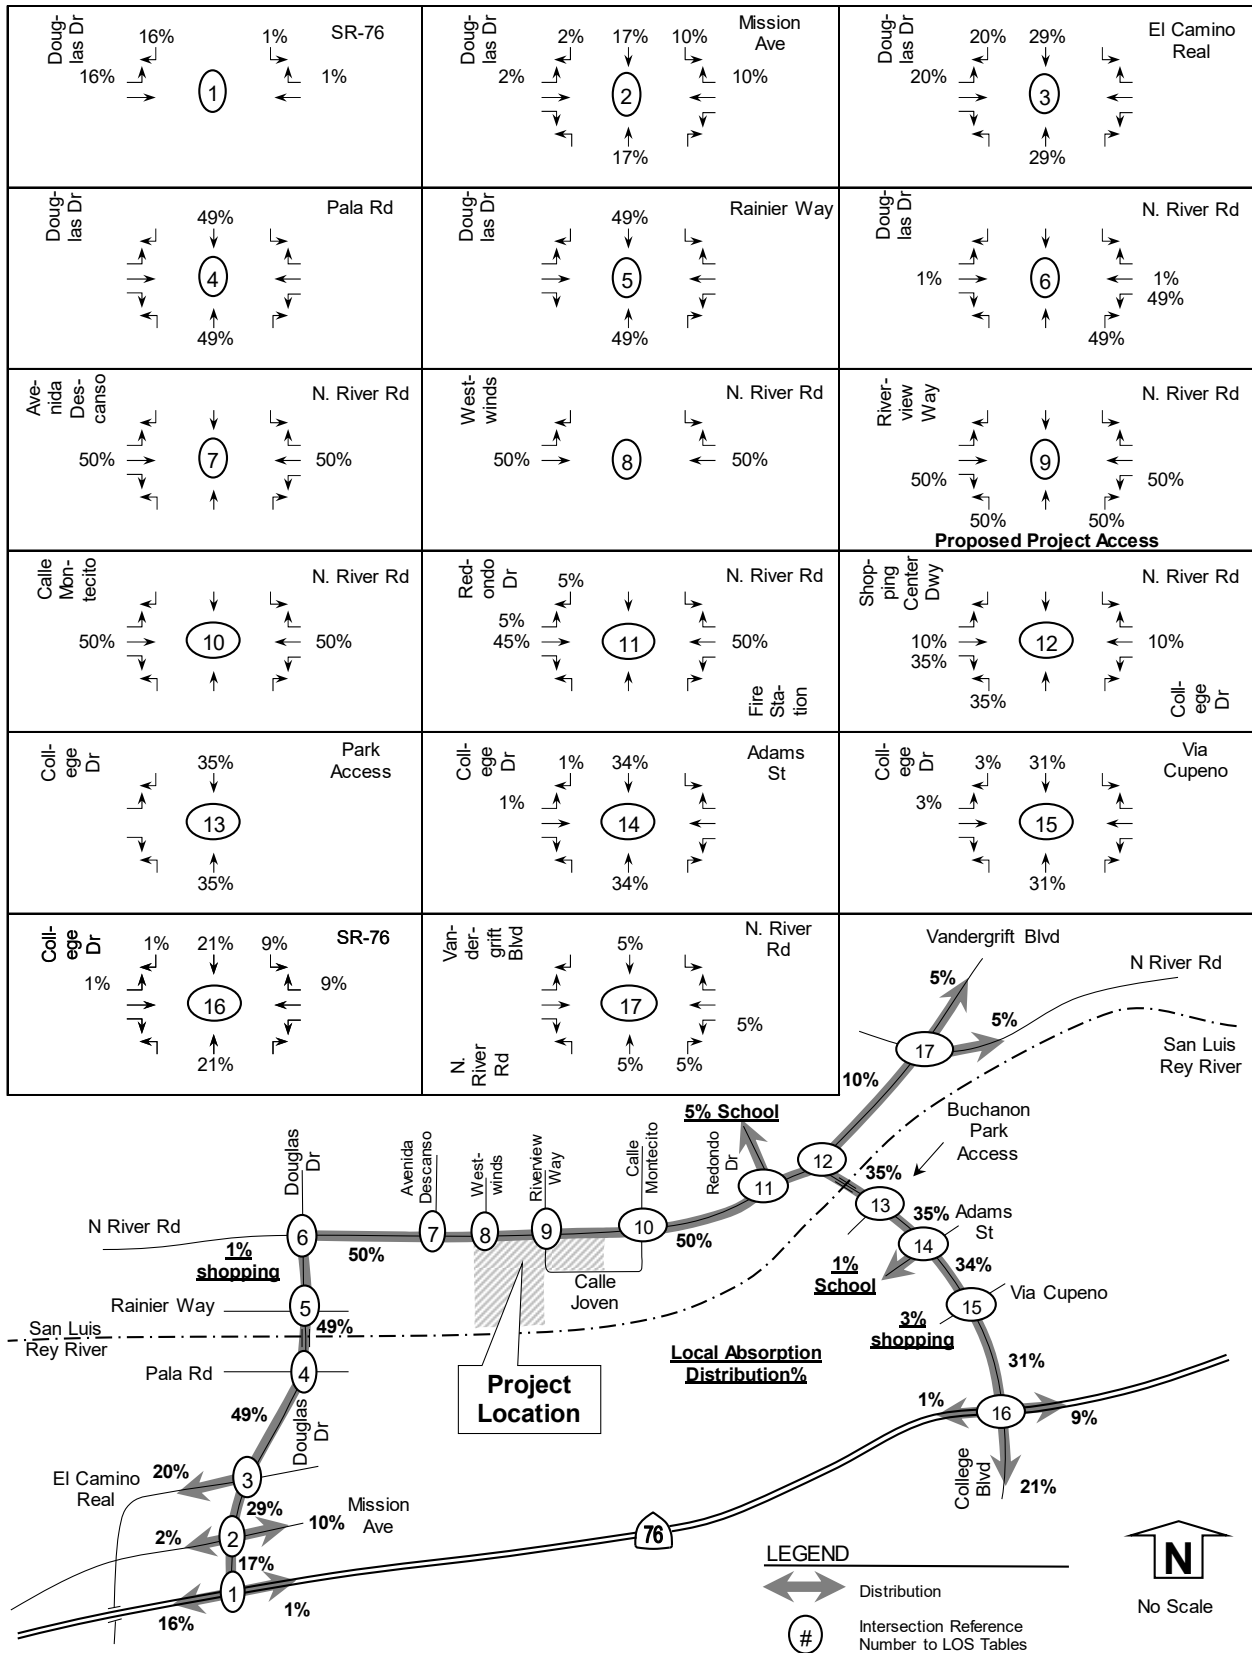 Doug-
las Dr
16%
1%
SR-76
16%
1%
1
Doug-
las Dr
2%
17%
10%
Mission
Ave
2%
10%
2
17%
Doug-
las Dr
20%
29%
El Camino
Real
20%
3
29%
Doug-
las Dr
49%
Pala Rd
4
49%
Doug-
las Dr
49%
Rainier Way
5
49%
Doug-
las Dr
N. River Rd
1%
6
1%
49%
49%
Ave-
nida
Des-
canso
N. River Rd
50%
7
50%
West-
winds
N. River Rd
50%
8
50%
River-
view
Way
N. River Rd
50%
9
50%
50%
50%
Proposed Project Access
Calle
Mon-
tecito
N. River Rd
50%
10
50%
Red-
ondo
Dr
5%
N. River Rd
5%
45%
11
50%
Fire
Sta-
tion
Shop-
ping
Center
Dwy
N. River Rd
10%
35%
12
10%
35%
Coll-
ege
Dr
Coll-
ege
Dr
35%
Park
Access
13
35%
Coll-
ege
Dr
1%
34%
Adams
St
1%
14
34%
Coll-
ege
Dr
3%
31%
Via
Cupeno
3%
15
31%
Coll-
ege
Dr
1%
21%
9%
SR-76
1%
9%
16
21%
Van-
der-
grift
Blvd
5%
N. River
Rd
17
5%
N.
River
Rd
5%
5%
Vandergrift Blvd
N River Rd
5%
5%
17
San Luis
Rey River
10%
5% School
Buchanon
Park
Access
Douglas
Dr
Avenida
Descanso
West-
winds
Riverview
Way
Calle
Montecito
Redondo
Dr
12
35%
11
13
N River Rd
6
7
8
9
10
35%
Adams
St
1%
shopping
50%
50%
14
34%
1%
School
Calle
Joven
Rainier Way
5
49%
15
Via Cupeno
San Luis
Rey River
3%
shopping
Pala Rd
4
Local Absorption
Distribution%
31%
Project
Location
49%
Douglas
Dr
1%
16
9%
El Camino
Real
20%
3
College
Blvd
21%
29%
Mission
Ave
10%
2%
2
76
17%
LEGEND
N
1
Distribution
16%
1%
No Scale
#
Intersection Reference
Number to LOS Tables